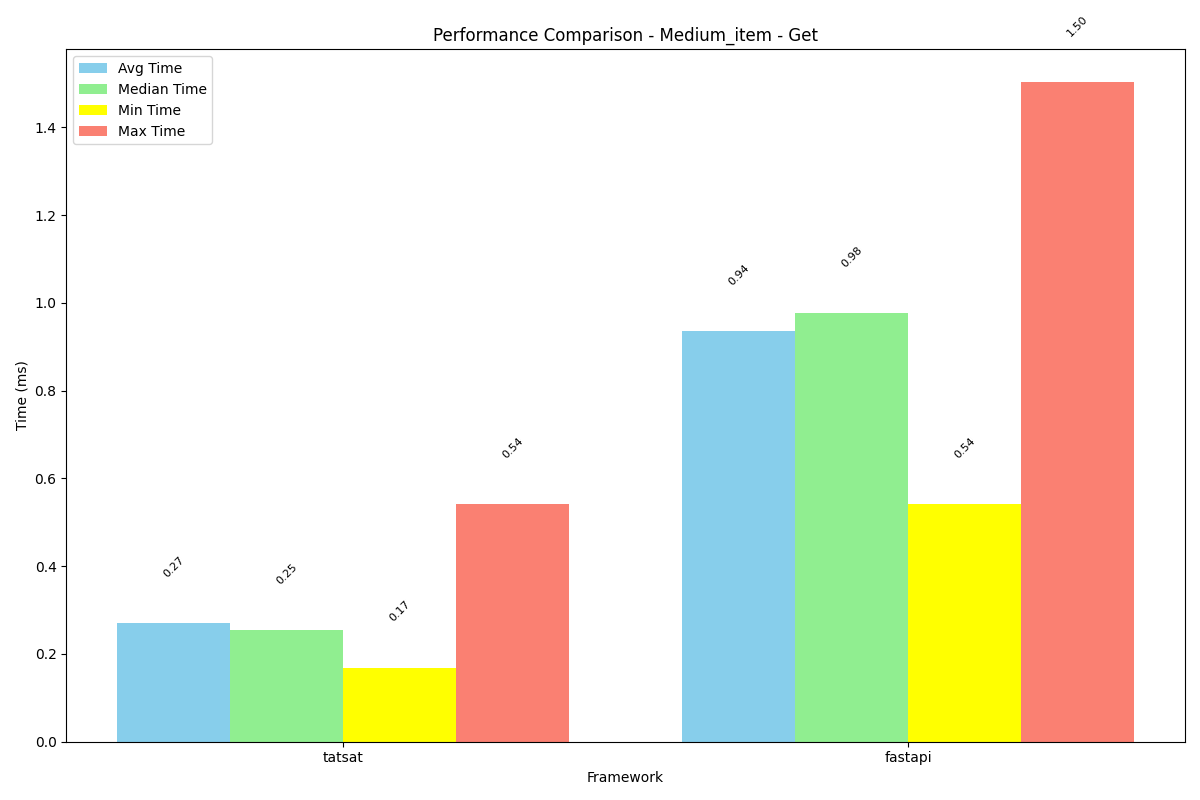 Performance Comparison - Medium_item - Get
1.50
Avg Time
Median Time
Min Time
Max Time
1.4
1.2
1.0
0.8
0.6
0.4
0.2
0.0
Time (ms)
0.27
0.25
0.17
0.54
0.94
0.98
0.54
tatsat
fastapi
Framework